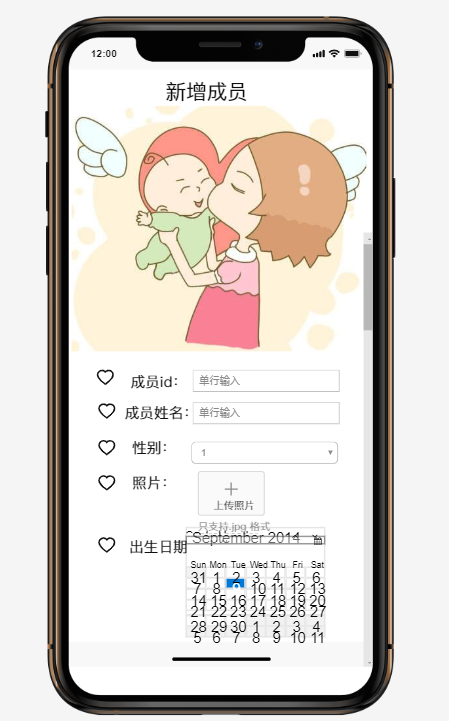 12:00
新增成员
成员id：
单行输入
成员姓名：
单行输入
性别：
1
照片：
上传照片
只支持.jpg 格式
出生日期
September 2014
Sun Mon Tue Wed Thu Fri Sat
31 1 2 3 4 5 6
7 8 9 10 11 12 13
14 15 16 17 18 19 20
21 22 23 24 25 26 27
28 29 30 1 2 3 4
5 6 7 8 9 10 11